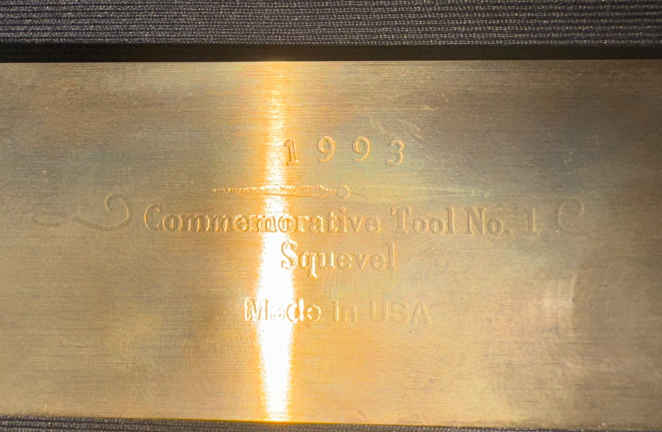 1993
Commemorative Tool No. 1
Squevel
Made in USA